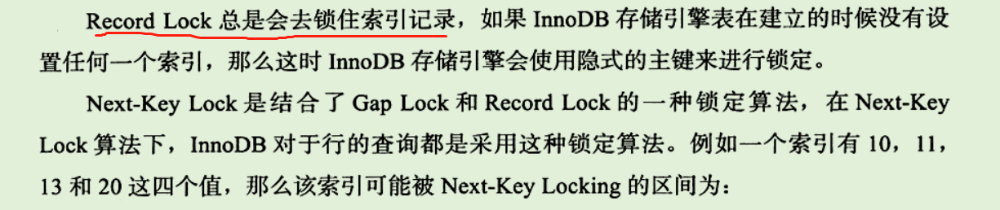 Record Lock 总是会去锁住索引记录，如果 InnoDB 存储引擎表在建立的时候没有设
置任何一个索引，那么这时 InnoDB 存储引擎会使用隐式的主键来进行锁定。
Next-Key Lock 是结合了 Gap Lock 和 Record Lock 的一种锁定算法，在 Next-Key
Lock 算法下，InnoDB 对于行的查询都是采用这种锁定算法。例如一个索引有 10，11，
13 和 20 这四个值，那么该索引可能被 Next-Key Locking 的区间为：